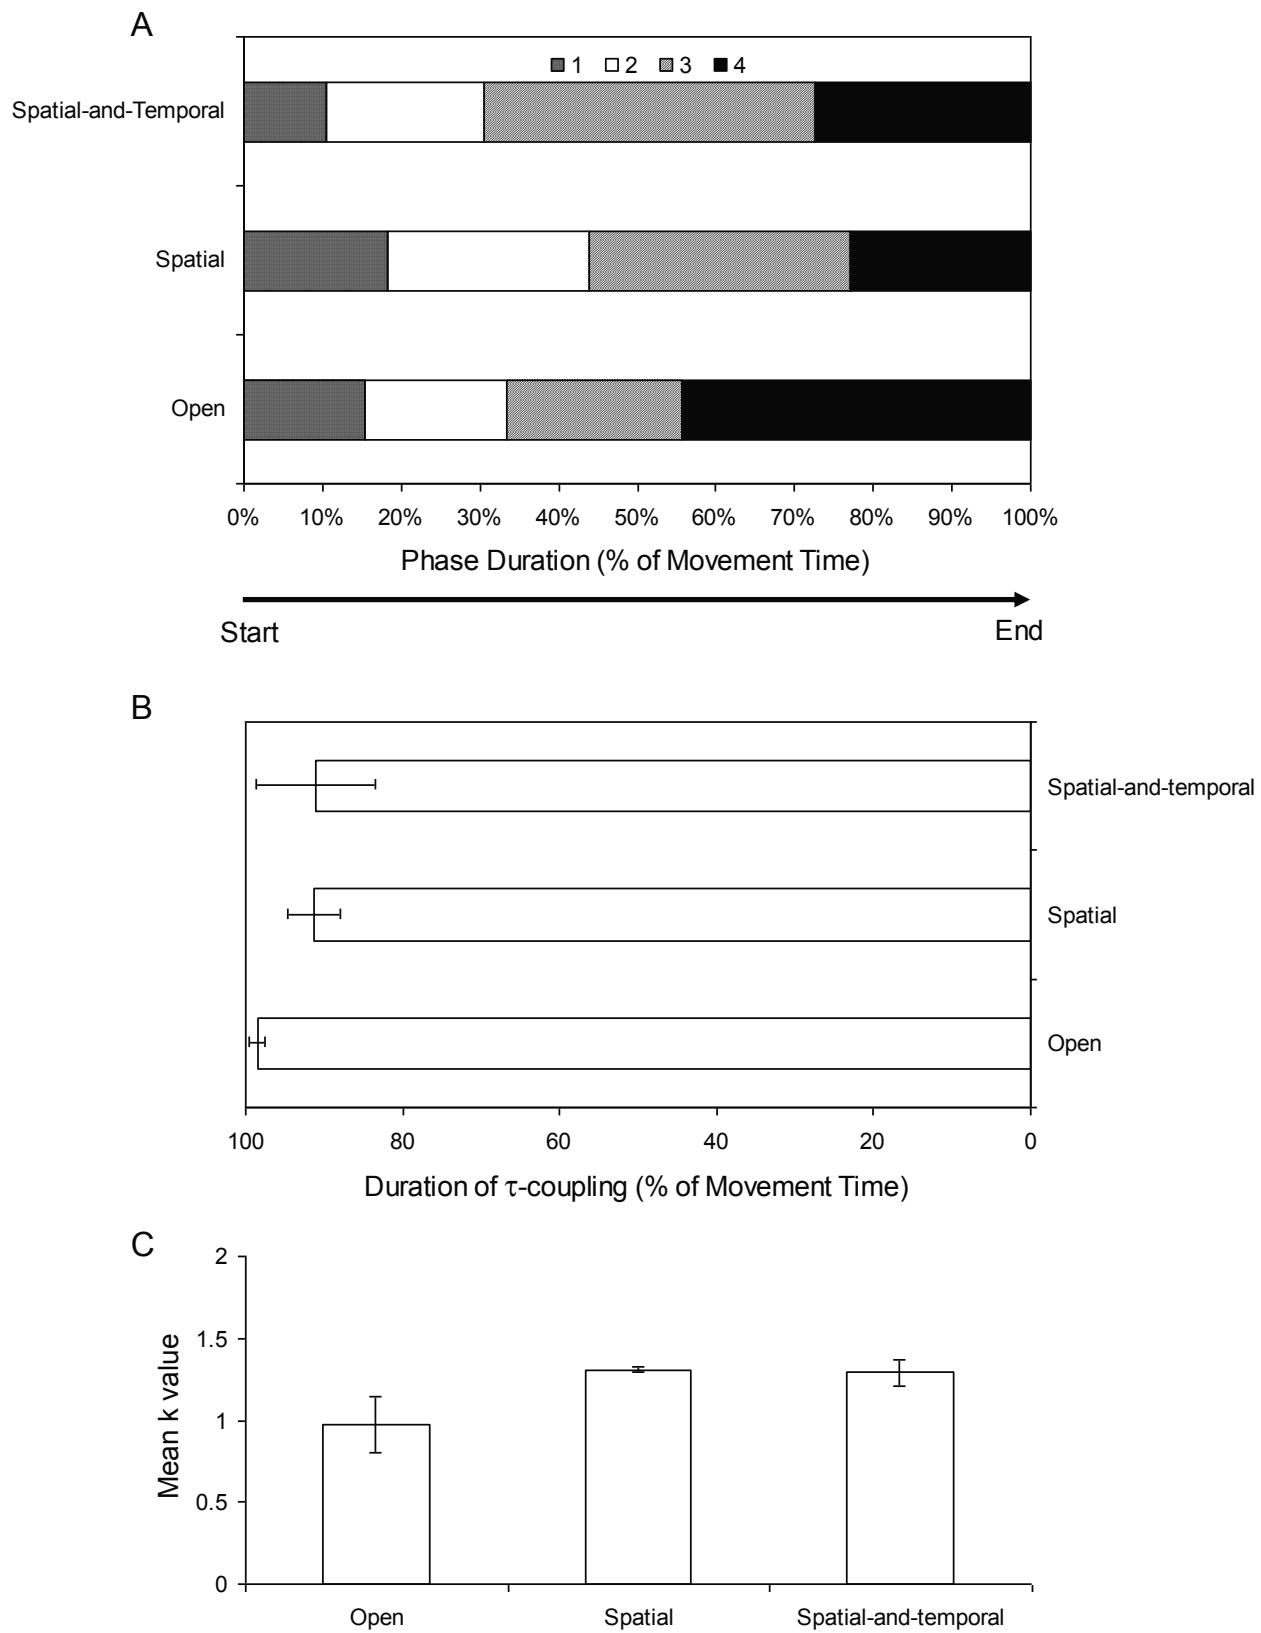 A
1 2 3 4
Spatial-and-Temporal
Spatial
Open
0% 10% 20% 30% 40% 50% 60% 70% 80% 90% 100%
Phase Duration (% of Movement Time)
Start End
B
Spatial-and-temporal
Spatial
Open
100 80 60 40 20 0
Duration of τ-coupling (% of Movement Time)
C
2
1.5
1
0.5
0
Mean k value
Open Spatial Spatial-and-temporal